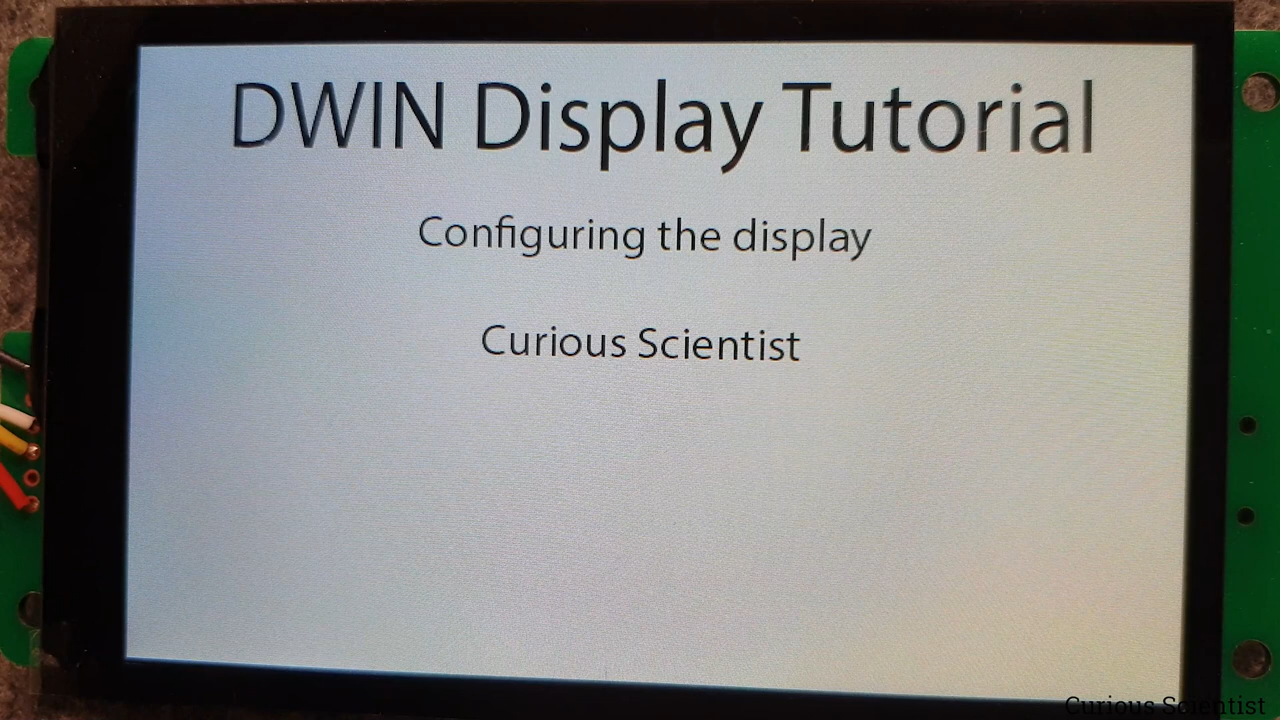 DWIN Display Tutorial
Configuring the display
Curious Scientist
Curious Scientist